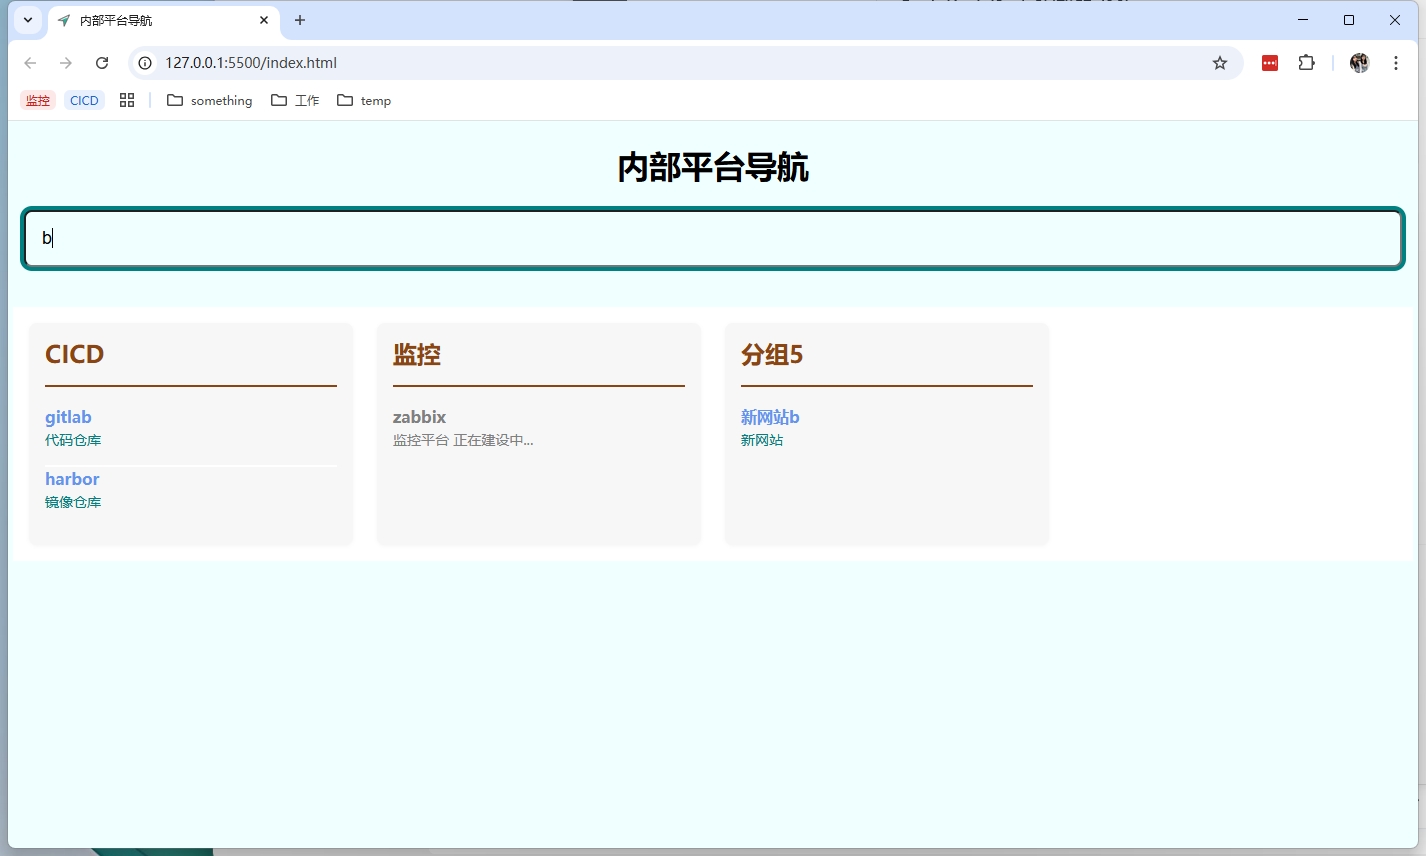 内部平台导航
127.0.0.1:5500/index.html
监控 CICD something 工作 temp
内部平台导航
b
CICD
gitlab
代码仓库
harbor
镜像仓库
监控
zabbix
监控平台 正在建设中...
分组5
新网站b
新网站